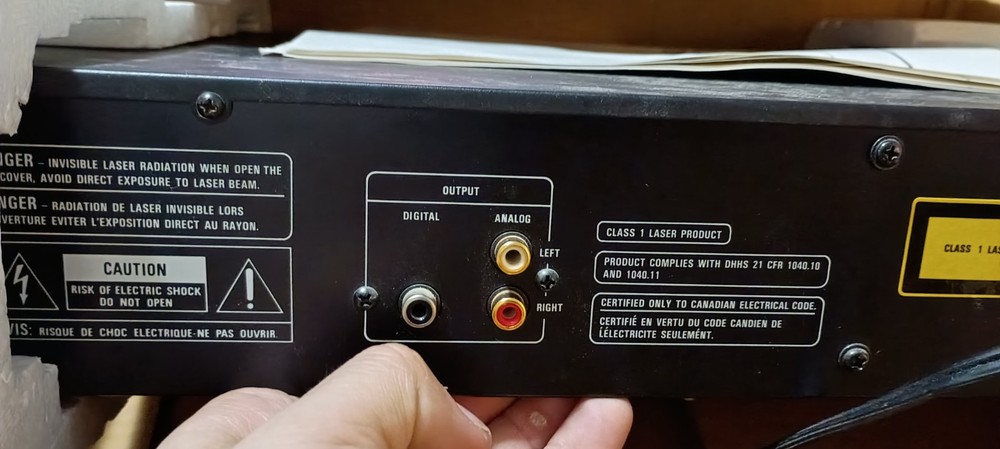 NGER – INVISIBLE LASER RADIATION WHEN OPEN THE
COVER, AVOID DIRECT EXPOSURE TO LASER BEAM.
NGER – RADIATION DE LASER INVISIBLE LORS
VERTURE EVITER L'EXPOSITION DIRECT AU RAYON.
CAUTION
RISK OF ELECTRIC SHOCK
DO NOT OPEN
VIS: RISQUE DE CHOC ELECTRIQUE-NE PAS OUVRIR.
OUTPUT
DIGITAL
ANALOG
LEFT
RIGHT
CLASS 1 LASER PRODUCT
PRODUCT COMPLIES WITH DHHS 21 CFR 1040.10
AND 1040.11
CERTIFIED ONLY TO CANADIAN ELECTRICAL CODE.
CERTIFIÉ EN VERTU DU CODE CANDIEN DE
L'ÉLECTRICITE SEULEMÉNT.
CLASS 1 LAS